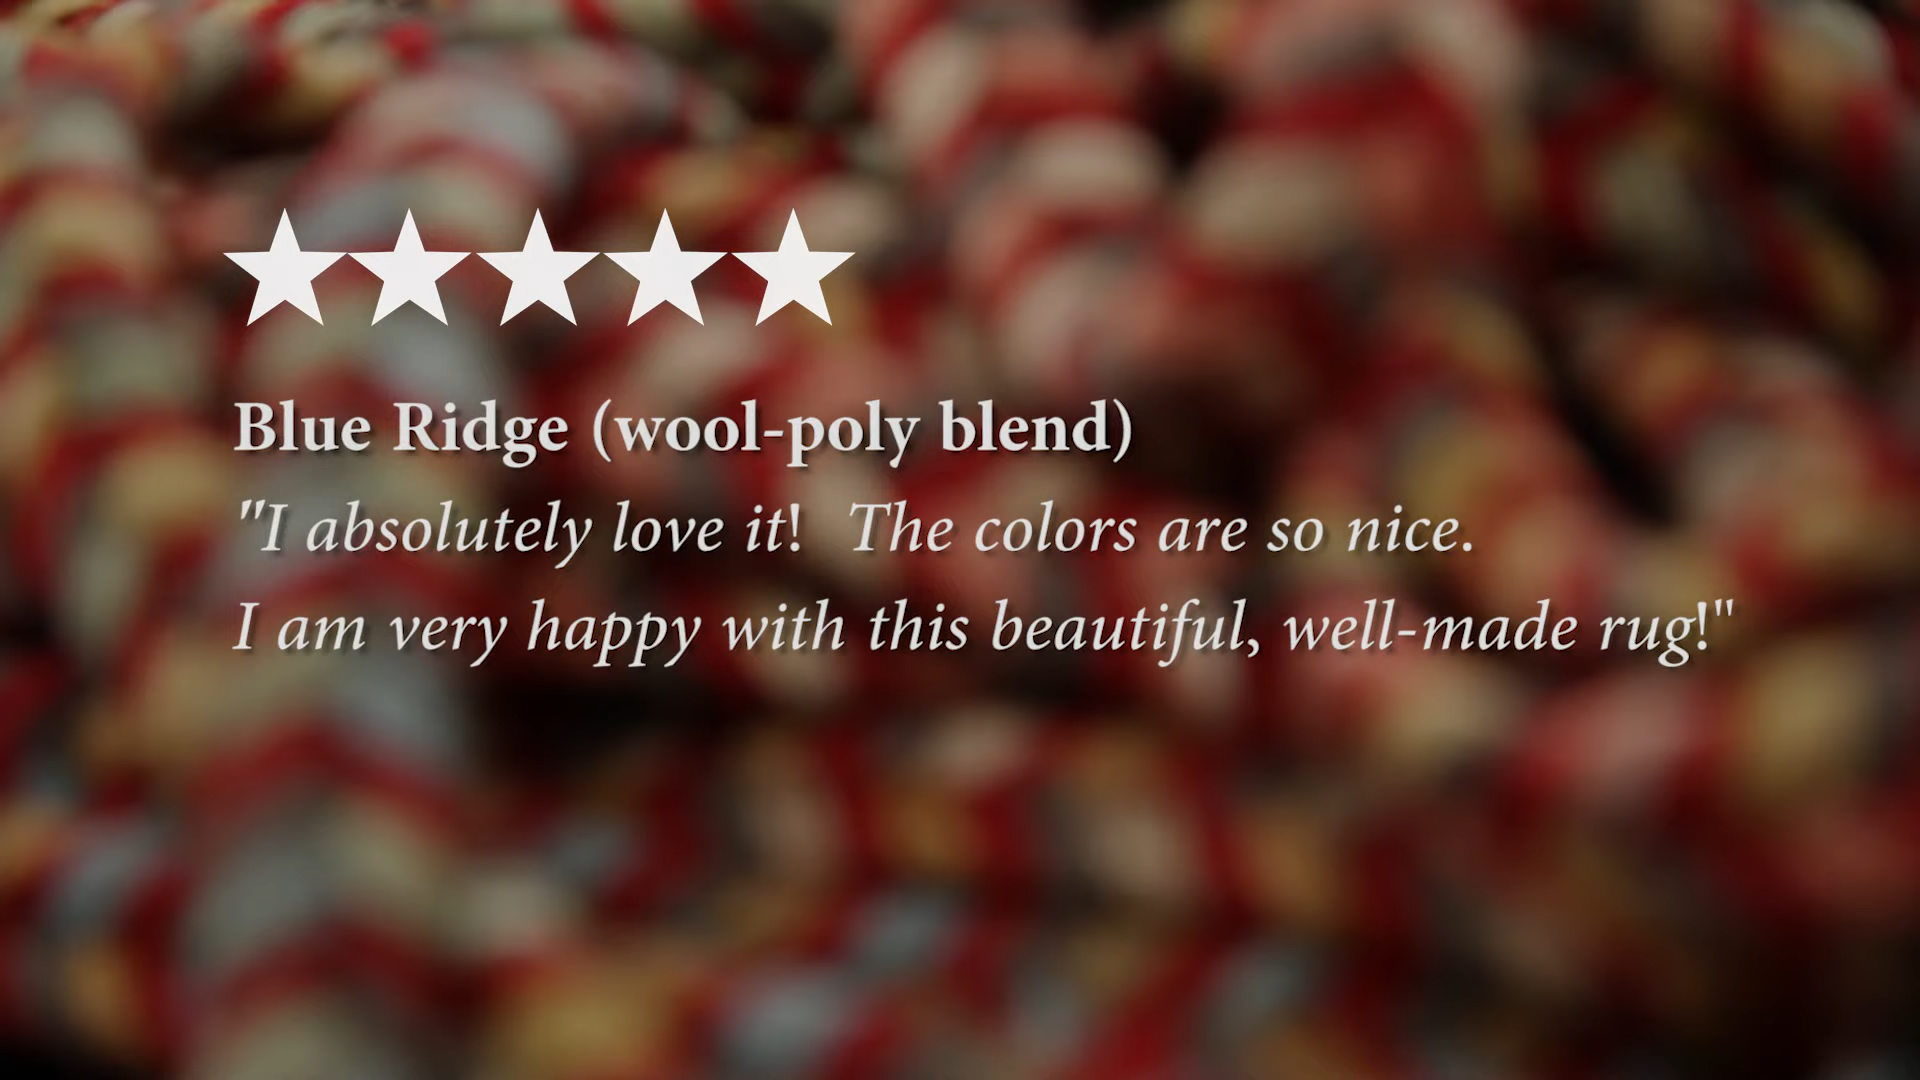 Blue Ridge (wool-poly blend)
"I absolutely love it!  The colors are so nice.
I am very happy with this beautiful, well-made rug!"